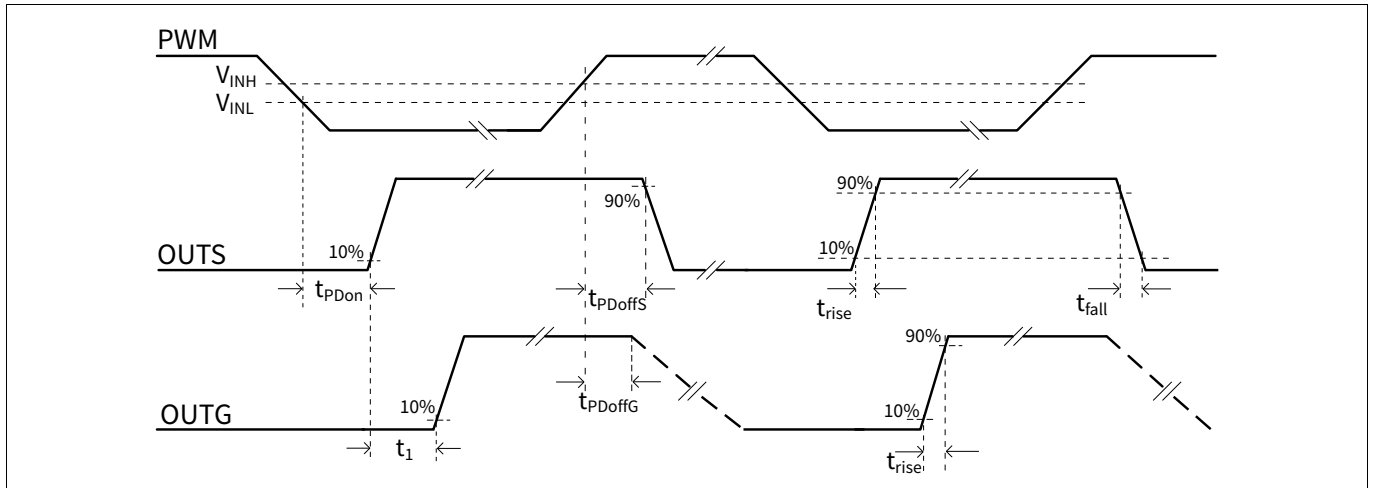 PWM
V_INH
V_INL
90%
90%
OUTS
10%
10%
t_PDon
t_PDoffS
t_rise
t_fall
90%
OUTG
10%
t_PDoffG
10%
t_1
t_rise